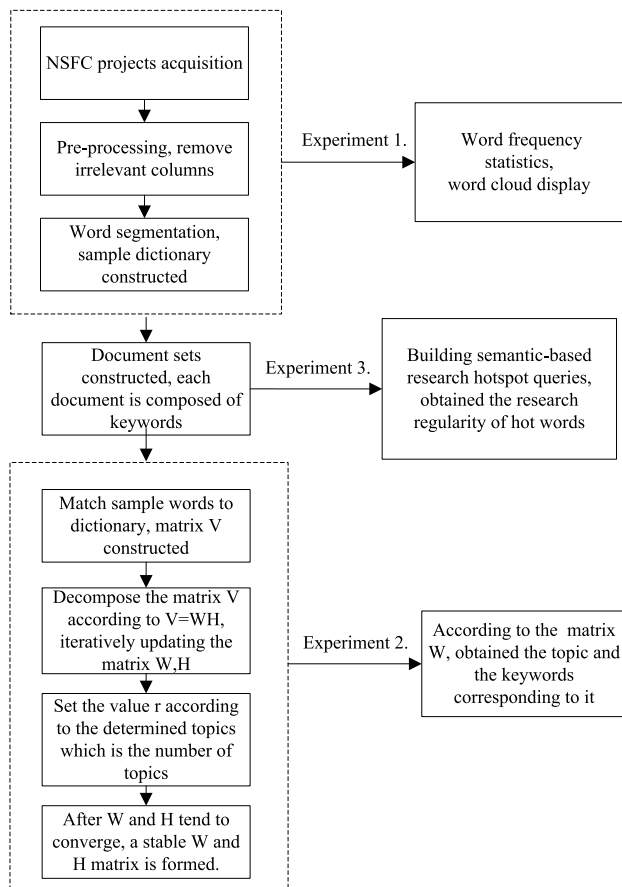 NSFC projects acquisition
Pre-processing, remove
irrelevant columns
Word segmentation,
sample dictionary
constructed
Experiment 1.
Word frequency
statistics,
word cloud display
Document sets
constructed, each
document is composed of
keywords
Experiment 3.
Building semantic-based
research hotspot queries,
obtained the research
regularity of hot words
Match sample words to
dictionary, matrix V
constructed
Decompose the matrix V
according to V=WH,
iteratively updating the
matrix W,H
Set the value r according
to the determined topics
which is the number of
topics
After W and H tend to
converge, a stable W and
H matrix is formed.
Experiment 2.
According to the matrix
W, obtained the topic and
the keywords
corresponding to it